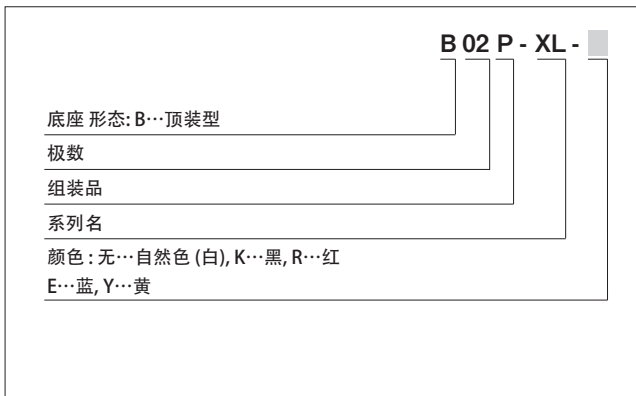 B 02 P - XL -
底座 形态: B…顶装型
极数
组装品
系列名
颜色 : 无…自然色 (白), K…黑, R…红
E…蓝, Y…黄